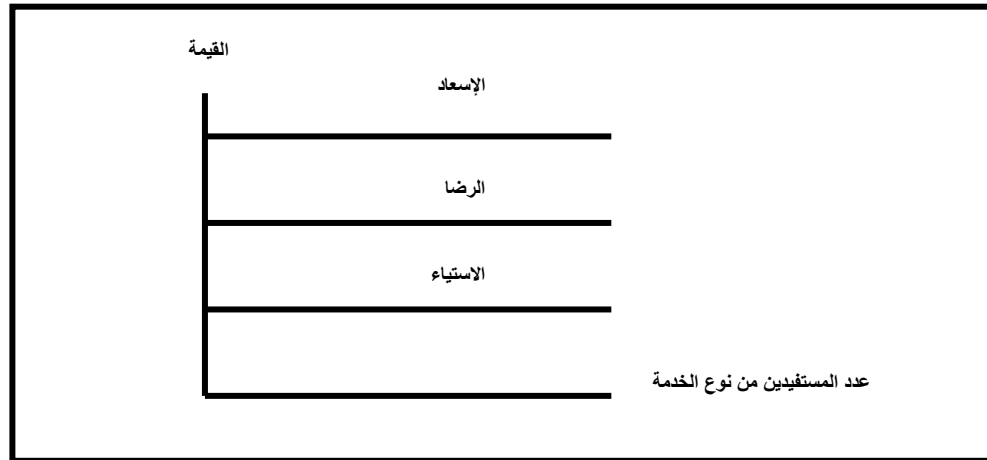 القيمة
الإسعاد
الرضا
الاستياء
عدد المستفيدين من نوع الخدمة